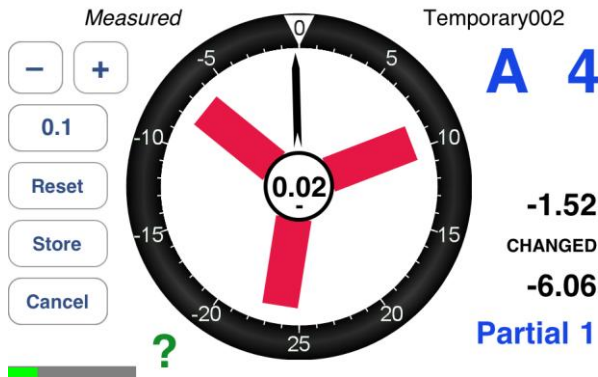 Measured
Temporary002
− +
A 4
0.1
Reset
Store
Cancel
0
-5
5
-10
10
-15
15
-20
20
25
0.02
-
-1.52
CHANGED
-6.06
Partial 1
?